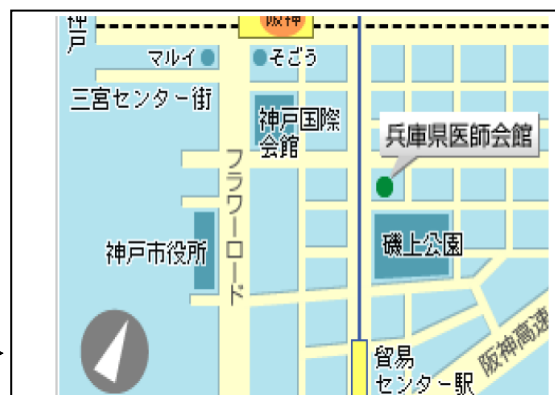 神戸
阪神
マルイ
そごう
三宮センター街
神戸国際
会館
兵庫県医師会館
フラワーロード
神戸市役所
磯上公園
貿易
センター駅
阪神高速